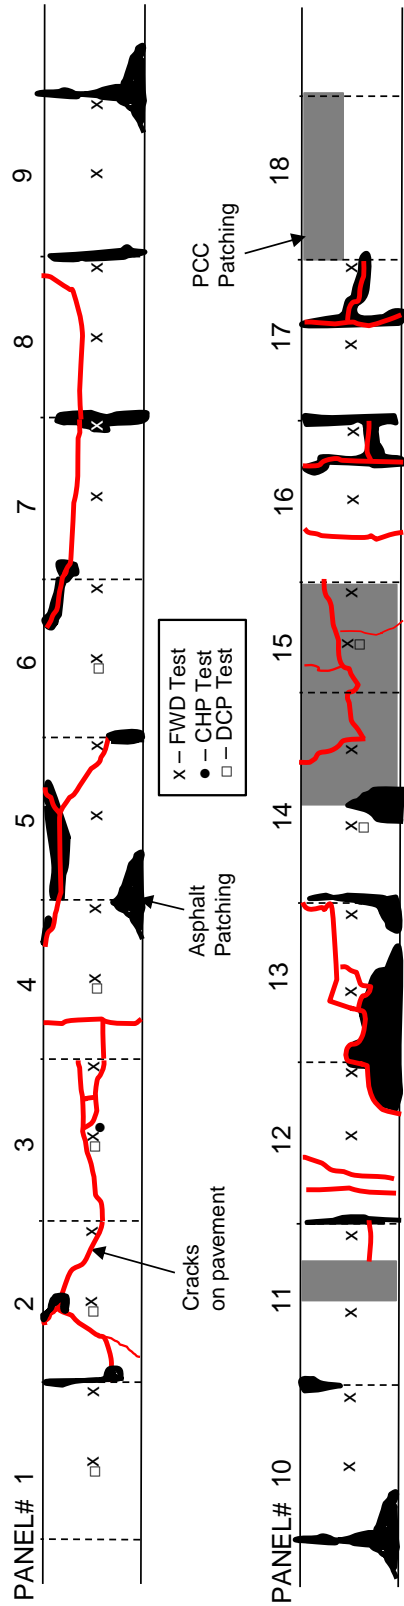 PANEL# 1 2 3 4 5 6 7 8 9
Cracks
on pavement
Asphalt
Patching
X – FWD Test
● – CHP Test
□ – DCP Test
PCC
Patching
PANEL# 10 11 12 13 14 15 16 17 18